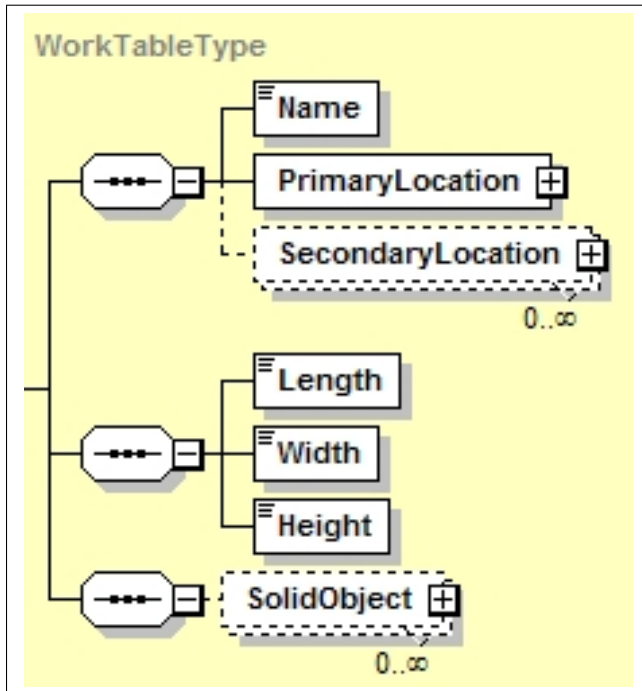 WorkTableType
Name
PrimaryLocation
SecondaryLocation
0..∞
Length
Width
Height
SolidObject
0..∞